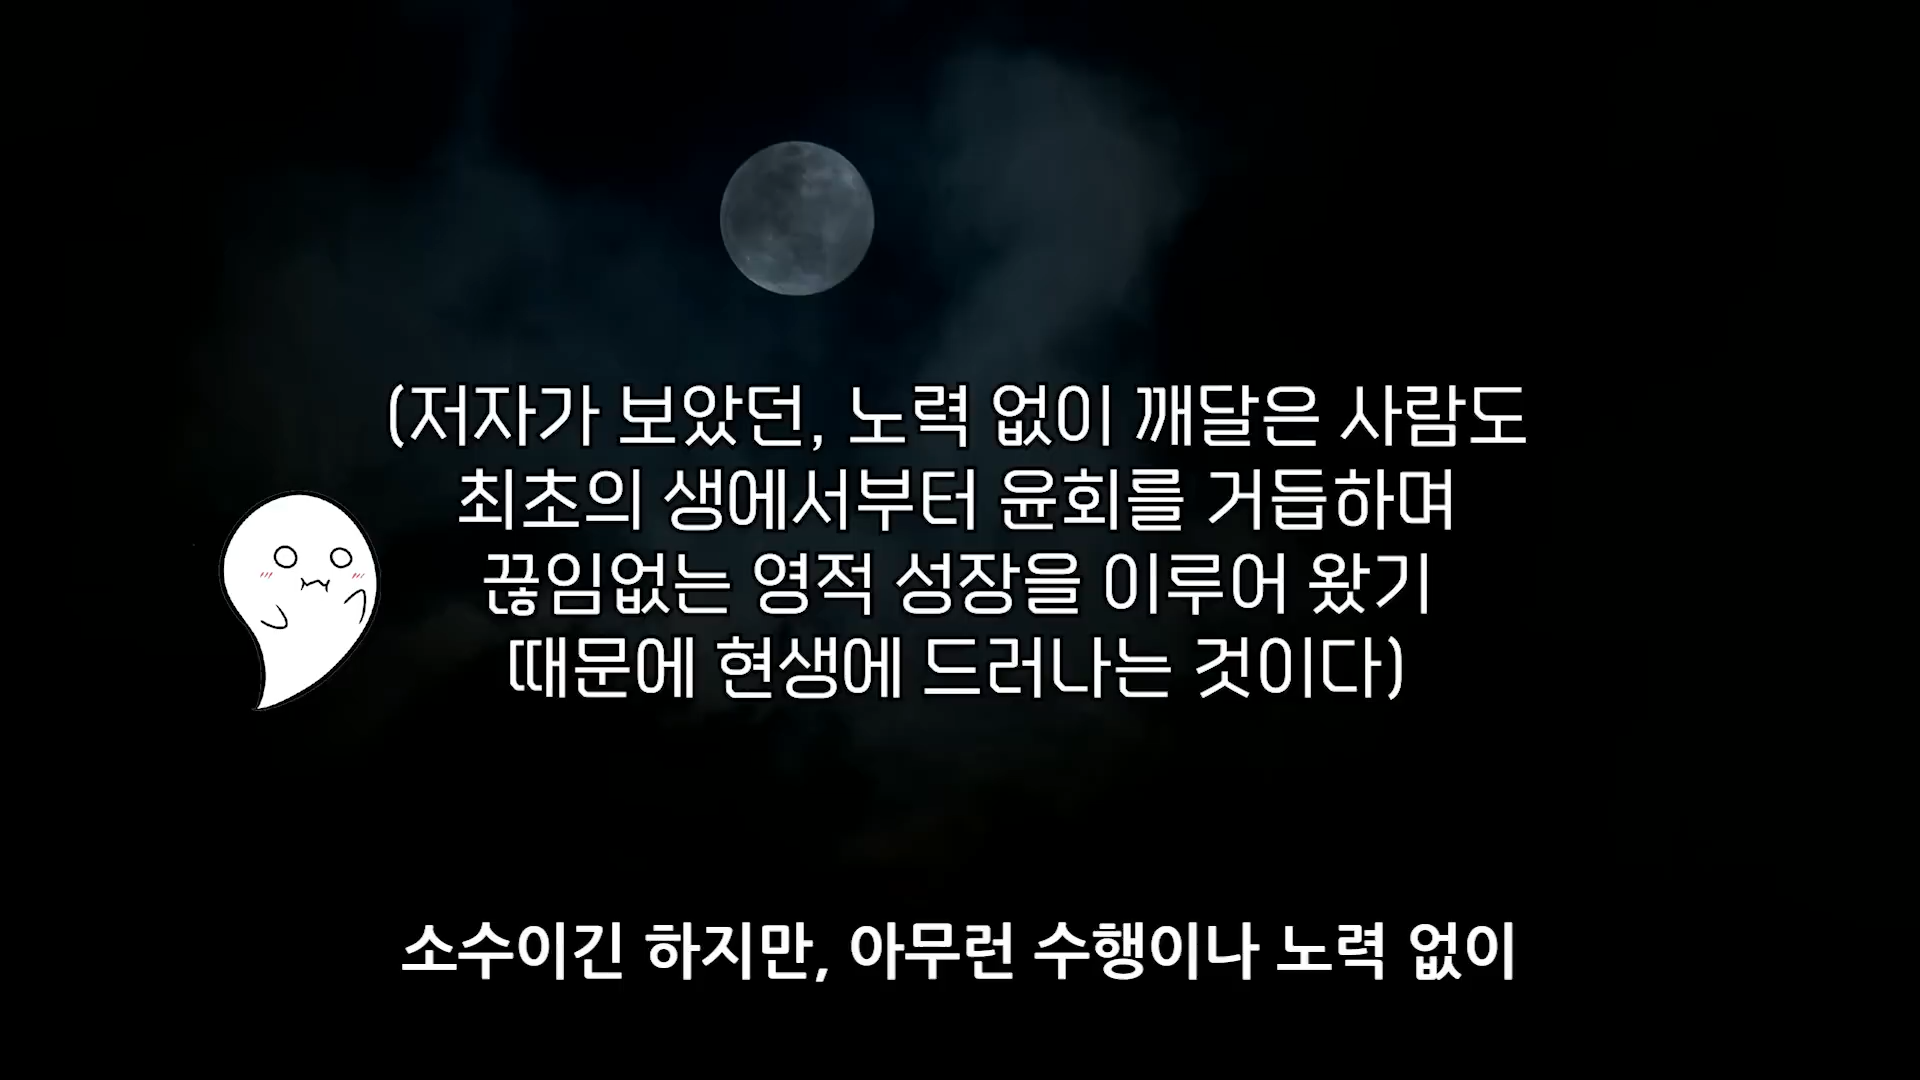 (저자가 보았던, 노력 없이 깨달은 사람도
최초의 생에서부터 윤회를 거듭하며
끊임없는 영적 성장을 이루어 왔기
때문에 현생에 드러나는 것이다)
소수이긴 하지만, 아무런 수행이나 노력 없이